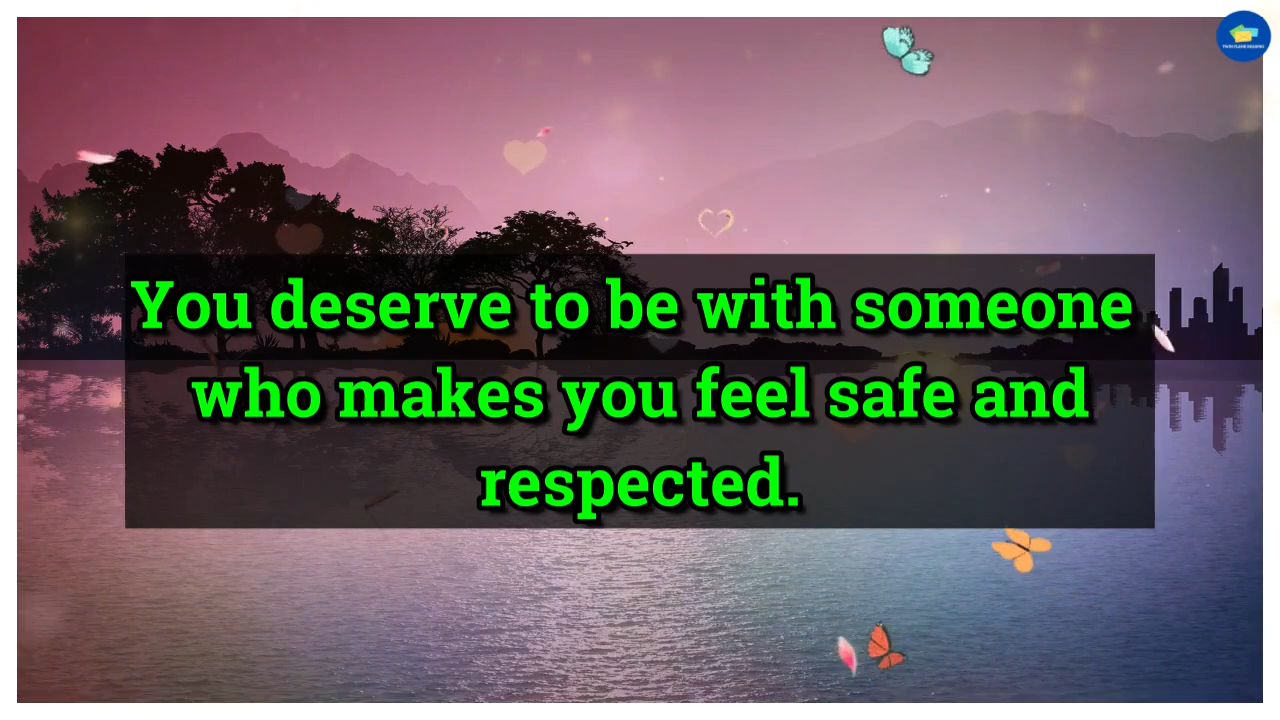 You deserve to be with someone
who makes you feel safe and
respected.